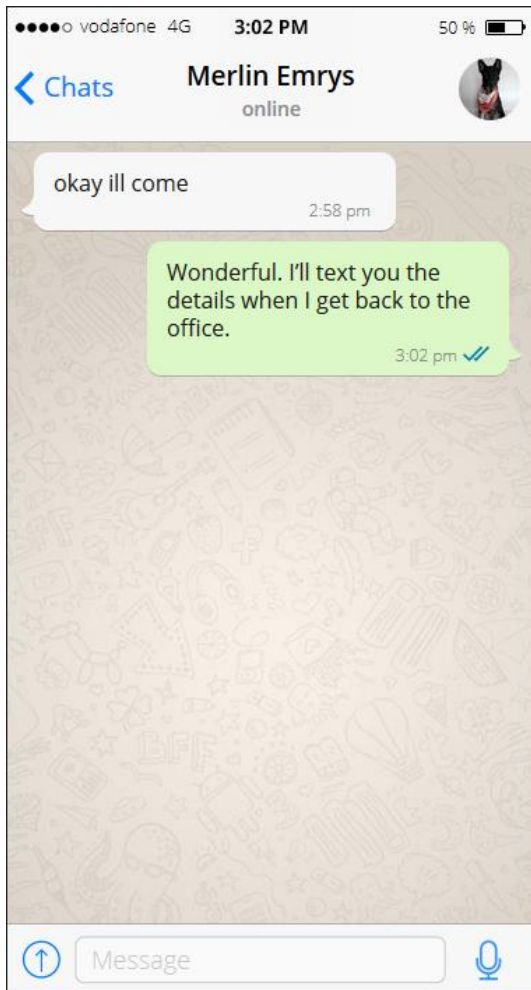 vodafone 4G 3:02 PM 50 %
Chats Merlin Emrys
online
okay ill come
2:58 pm
Wonderful. I’ll text you the
details when I get back to the
office.
3:02 pm
BFF
Message